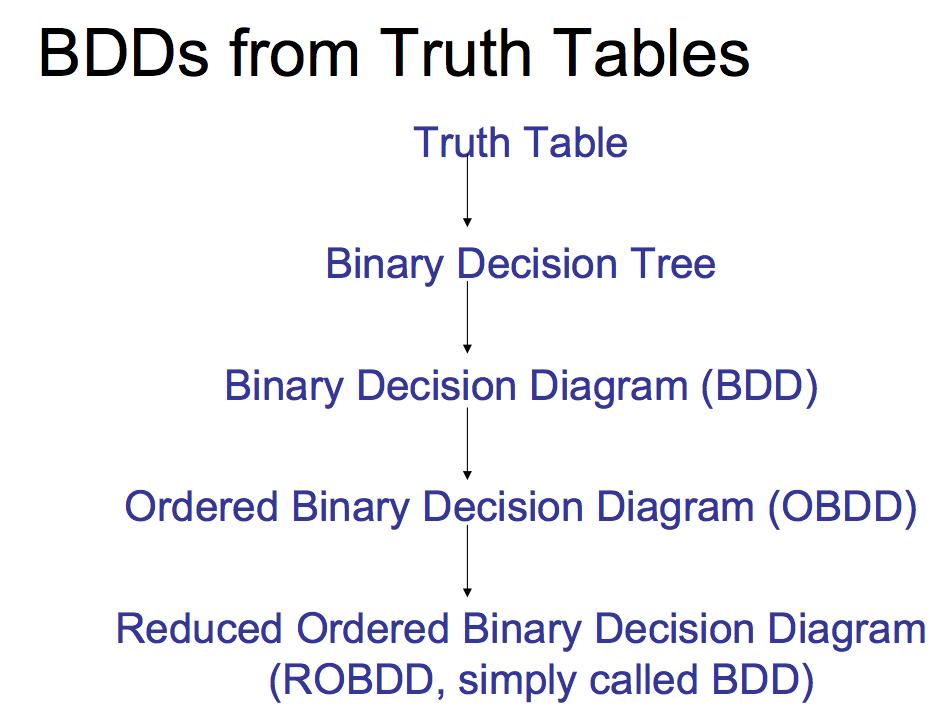 BDDs from Truth Tables
Truth Table
Binary Decision Tree
Binary Decision Diagram (BDD)
Ordered Binary Decision Diagram (OBDD)
Reduced Ordered Binary Decision Diagram
(ROBDD, simply called BDD)